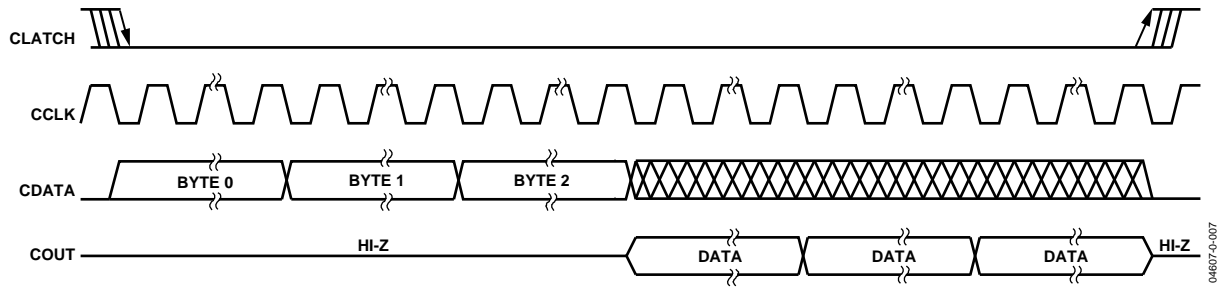 CLATCH
CCLK
CDATA BYTE 0 BYTE 1 BYTE 2
COUT HI-Z DATA DATA DATA HI-Z
04607-0-007